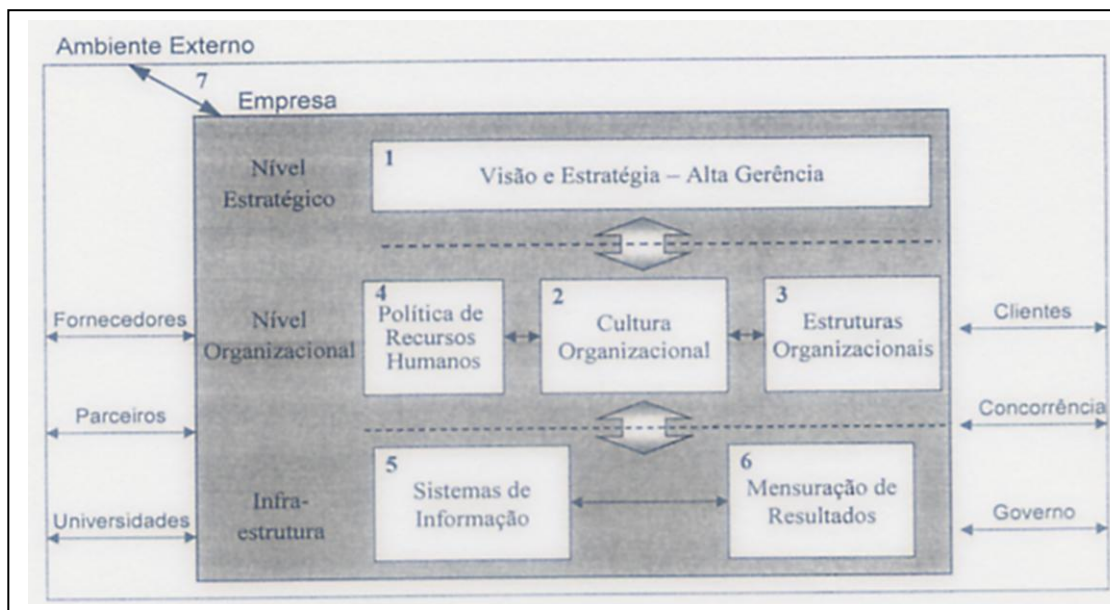 Ambiente Externo
7
Empresa
Nível
Estratégico
1
Visão e Estratégia – Alta Gerência
Fornecedores
Nível
Organizacional
4
Política de
Recursos
Humanos
2
Cultura
Organizacional
3
Estruturas
Organizacionais
Clientes
Parceiros
Concorrência
Universidades
Infra-
estrutura
5
Sistemas de
Informação
6
Mensuração de
Resultados
Governo